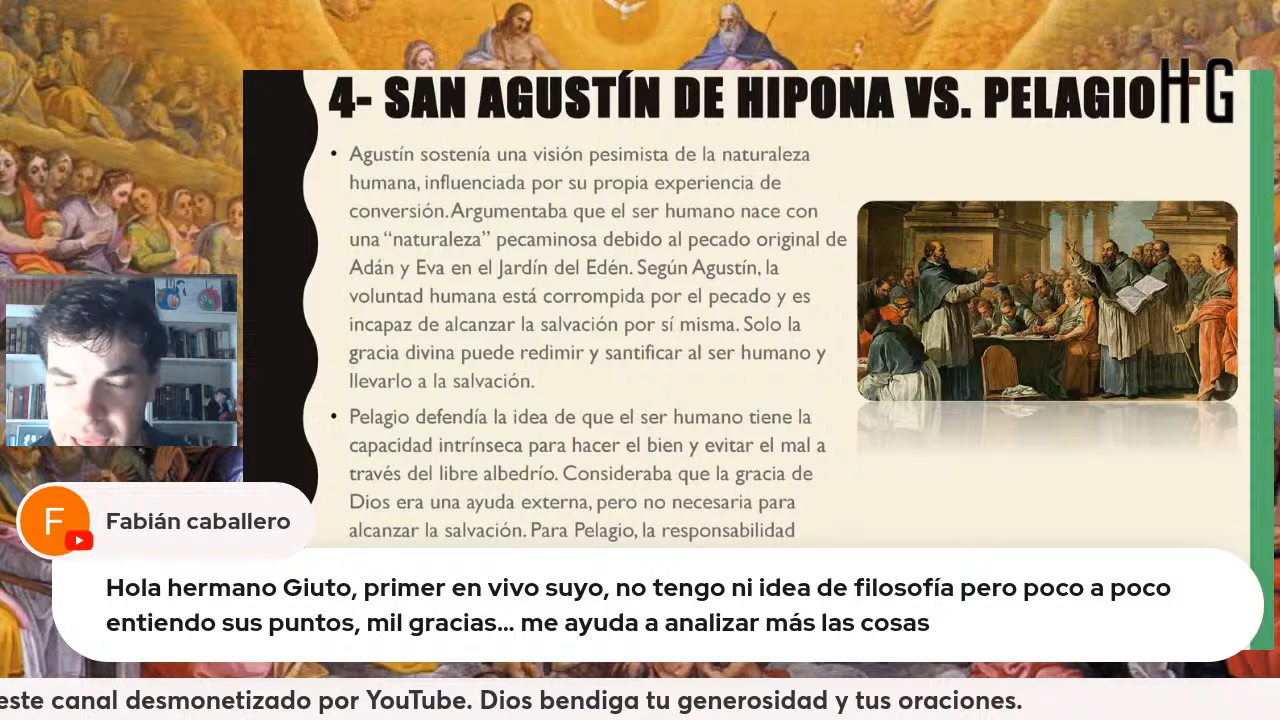 4- SAN AGUSTÍN DE HIPONA VS. PELAGIO
HG
• Agustín sostenía una visión pesimista de la naturaleza
humana, influenciada por su propia experiencia de
conversión. Argumentaba que el ser humano nace con
una “naturaleza” pecaminosa debido al pecado original de
Adán y Eva en el Jardín del Edén. Según Agustín, la
voluntad humana está corrompida por el pecado y es
incapaz de alcanzar la salvación por sí misma. Solo la
gracia divina puede redimir y santificar al ser humano y
llevarlo a la salvación.
• Pelagio defendía la idea de que el ser humano tiene la
capacidad intrínseca para hacer el bien y evitar el mal a
través del libre albedrío. Consideraba que la gracia de
Dios era una ayuda externa, pero no necesaria para
alcanzar la salvación. Para Pelagio, la responsabilidad
F
Fabián caballero
Hola hermano Giuto, primer en vivo suyo, no tengo ni idea de filosofía pero poco a poco
entiendo sus puntos, mil gracias... me ayuda a analizar más las cosas
este canal desmonetizado por YouTube. Dios bendiga tu generosidad y tus oraciones.